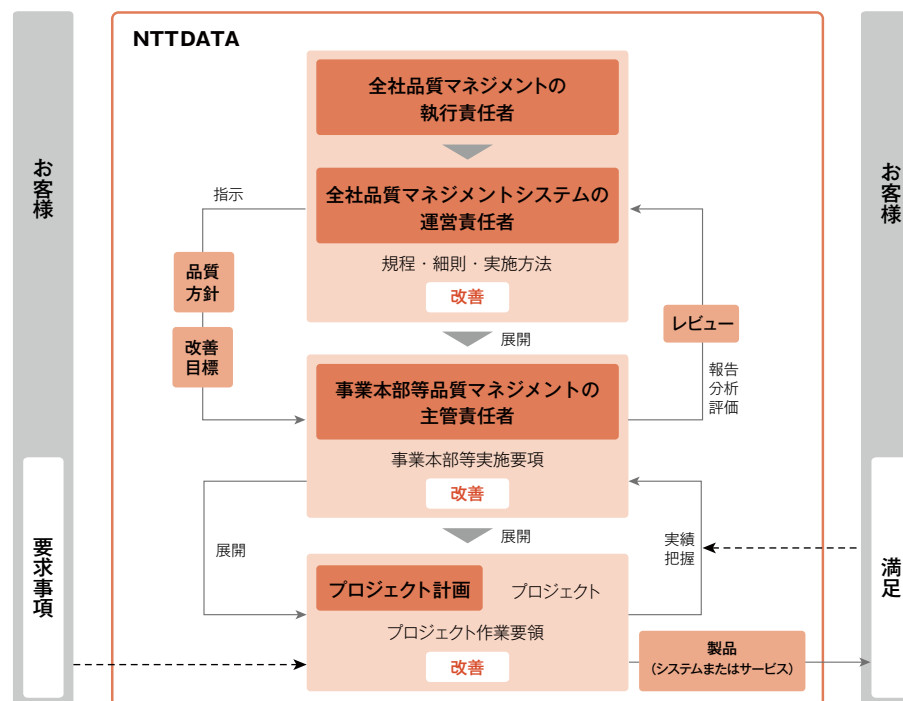 NTTDATA
お客様
要求事項
全社品質マネジメントの
執行責任者
全社品質マネジメントシステムの
運営責任者
規程・細則・実施方法
改善
指示
品質
方針
改善
目標
展開
レビュー
報告
分析
評価
事業本部等品質マネジメントの
主管責任者
事業本部等実施要項
改善
展開
展開
実績
把握
プロジェクト計画
プロジェクト
プロジェクト作業要領
改善
製品
(システムまたはサービス)
お客様
満足